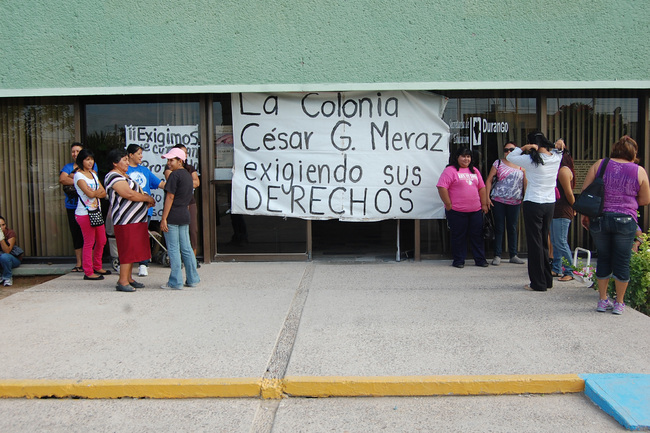 La Colonia
César G. Meraz
exigiendo sus
DERECHOS
¡¡Exigimos
Durango